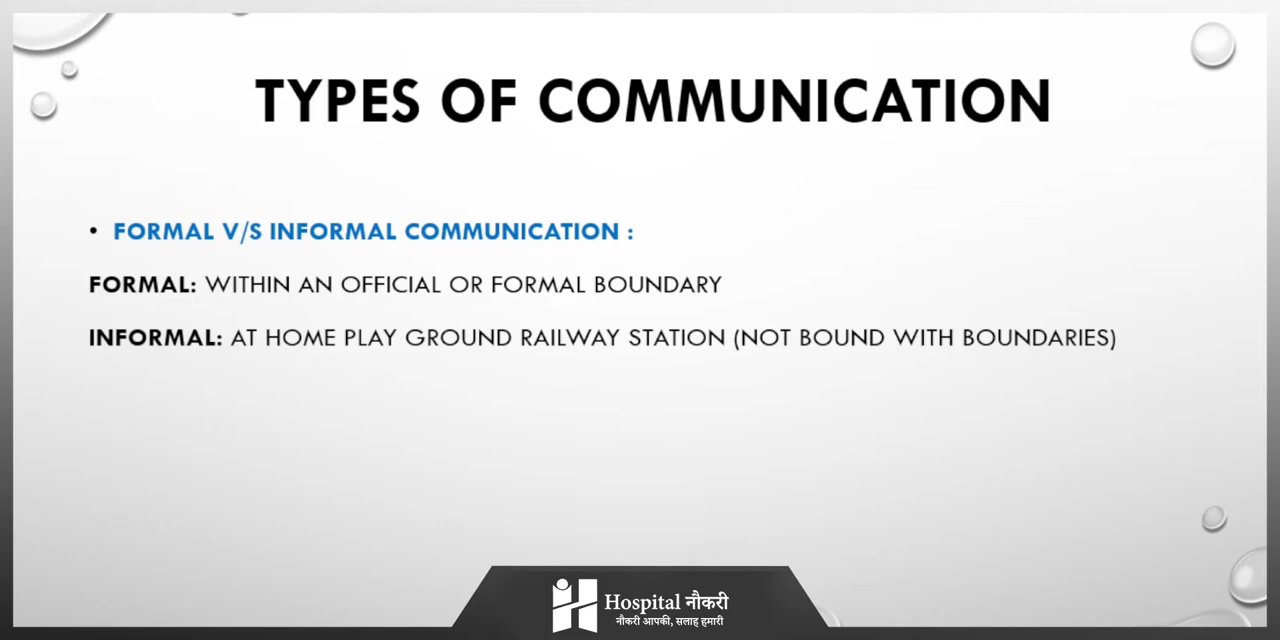 TYPES OF COMMUNICATION
• FORMAL V/S INFORMAL COMMUNICATION :
FORMAL: WITHIN AN OFFICIAL OR FORMAL BOUNDARY
INFORMAL: AT HOME PLAY GROUND RAILWAY STATION (NOT BOUND WITH BOUNDARIES)
Hospital नौकरी
नौकरी आपकी, सलाह हमारी